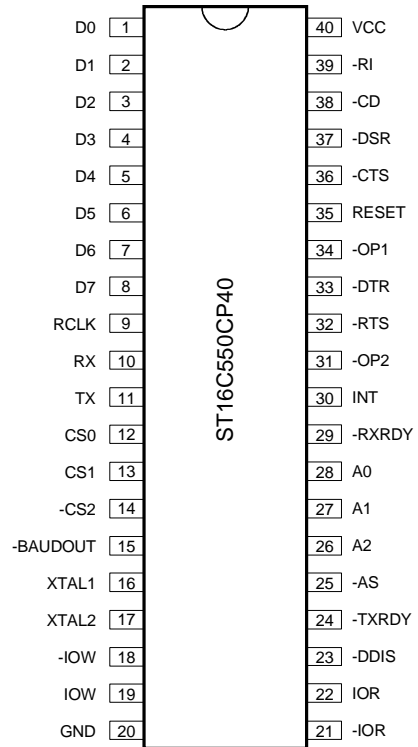 D0 1 40 VCC
D1 2 39 -RI
D2 3 38 -CD
D3 4 37 -DSR
D4 5 36 -CTS
D5 6 35 RESET
D6 7 34 -OP1
D7 8 33 -DTR
RCLK 9 32 -RTS
RX 10 31 -OP2
TX 11 30 INT
CS0 12 29 -RXRDY
CS1 13 28 A0
-CS2 14 27 A1
-BAUDOUT 15 26 A2
XTAL1 16 25 -AS
XTAL2 17 24 -TXRDY
-IOW 18 23 -DDIS
IOW 19 22 IOR
GND 20 21 -IOR
ST16C550CP40